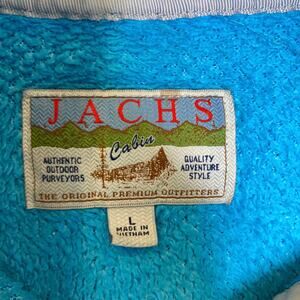 JACHS
Cabin
AUTHENTIC
OUTDOOR
PURVEYORS
QUALITY
ADVENTURE
STYLE
THE ORIGINAL PREMIUM OUTFITTERS
L
MADE IN
VIETNAM